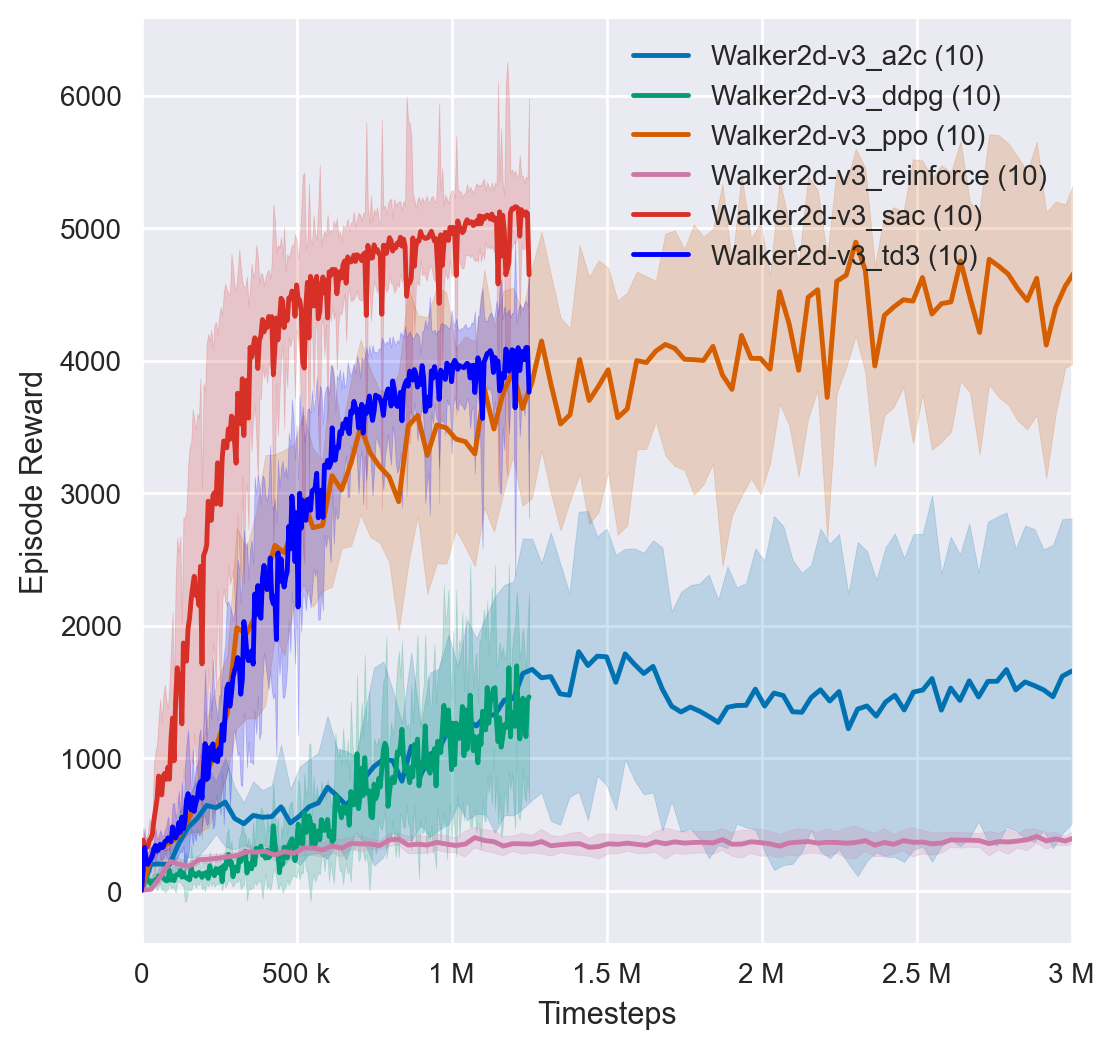 Walker2d-v3_a2c (10)
Walker2d-v3_ddpg (10)
Walker2d-v3_ppo (10)
Walker2d-v3_reinforce (10)
Walker2d-v3_sac (10)
Walker2d-v3_td3 (10)
6000
5000
4000
3000
2000
1000
0
Episode Reward
0 500 k 1 M 1.5 M 2 M 2.5 M 3 M
Timesteps